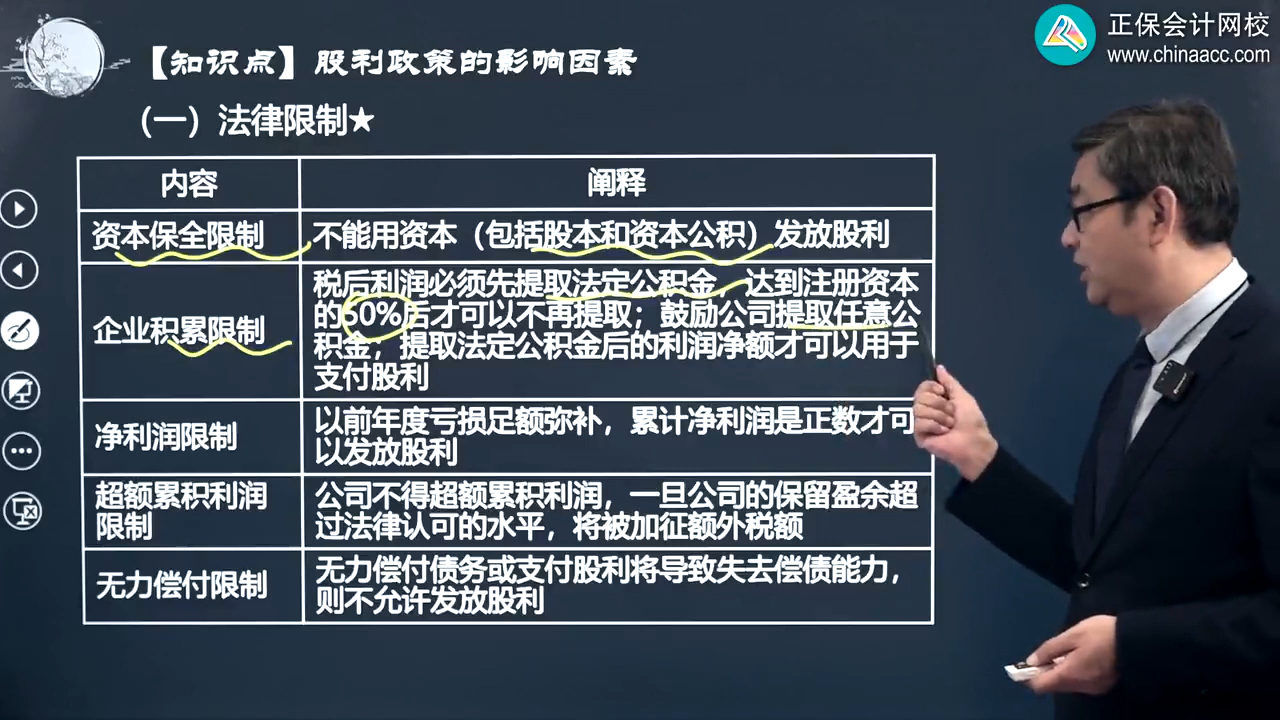 正保会计网校
www.chinaacc.com
【知识点】股利政策的影响因素
（一）法律限制★
内容
阐释
资本保全限制
不能用资本（包括股本和资本公积）发放股利
企业积累限制
税后利润必须先提取法定公积金，达到注册资本
的50%后才可以不再提取；鼓励公司提取任意公
积金，提取法定公积金后的利润净额才可以用于
支付股利
净利润限制
以前年度亏损足额弥补，累计净利润是正数才可
以发放股利
超额累积利润
限制
公司不得超额累积利润，一旦公司的保留盈余超
过法律认可的水平，将被加征额外税额
无力偿付限制
无力偿付债务或支付股利将导致失去偿债能力，
则不允许发放股利